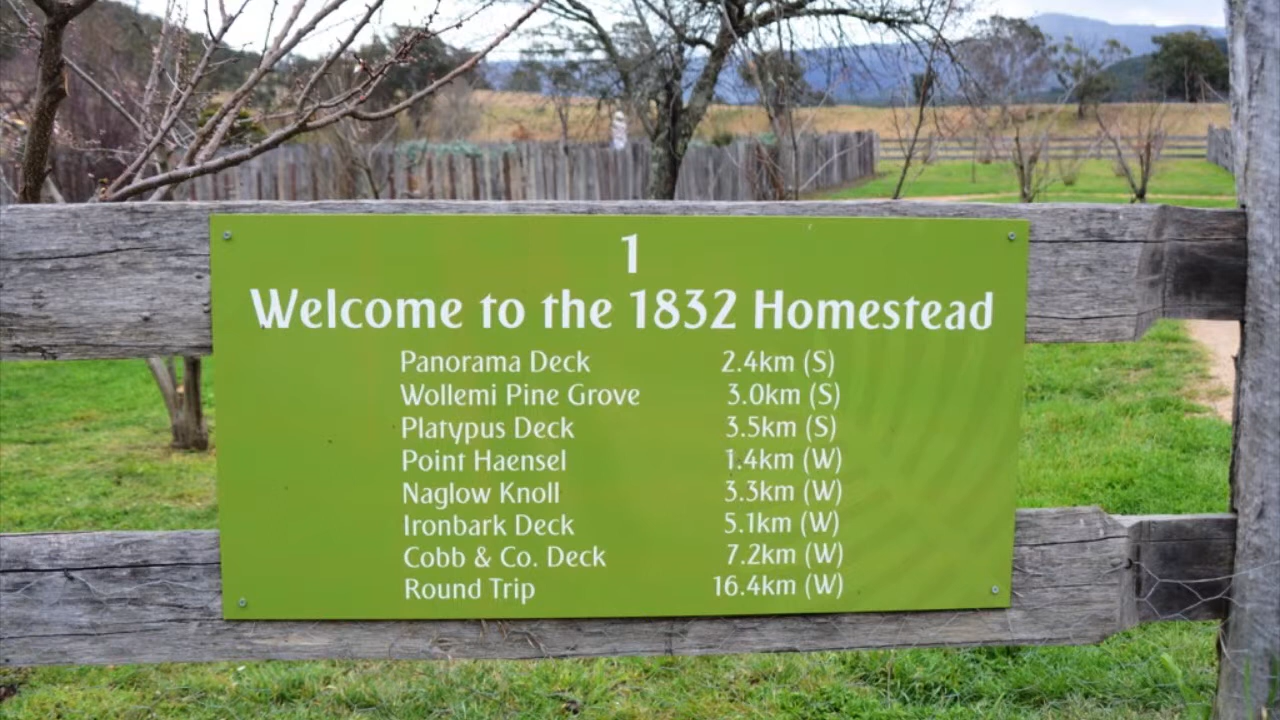 1
Welcome to the 1832 Homestead
Panorama Deck 2.4km (S)
Wollemi Pine Grove 3.0km (S)
Platypus Deck 3.5km (S)
Point Haensel 1.4km (W)
Naglow Knoll 3.3km (W)
Ironbark Deck 5.1km (W)
Cobb & Co. Deck 7.2km (W)
Round Trip 16.4km (W)